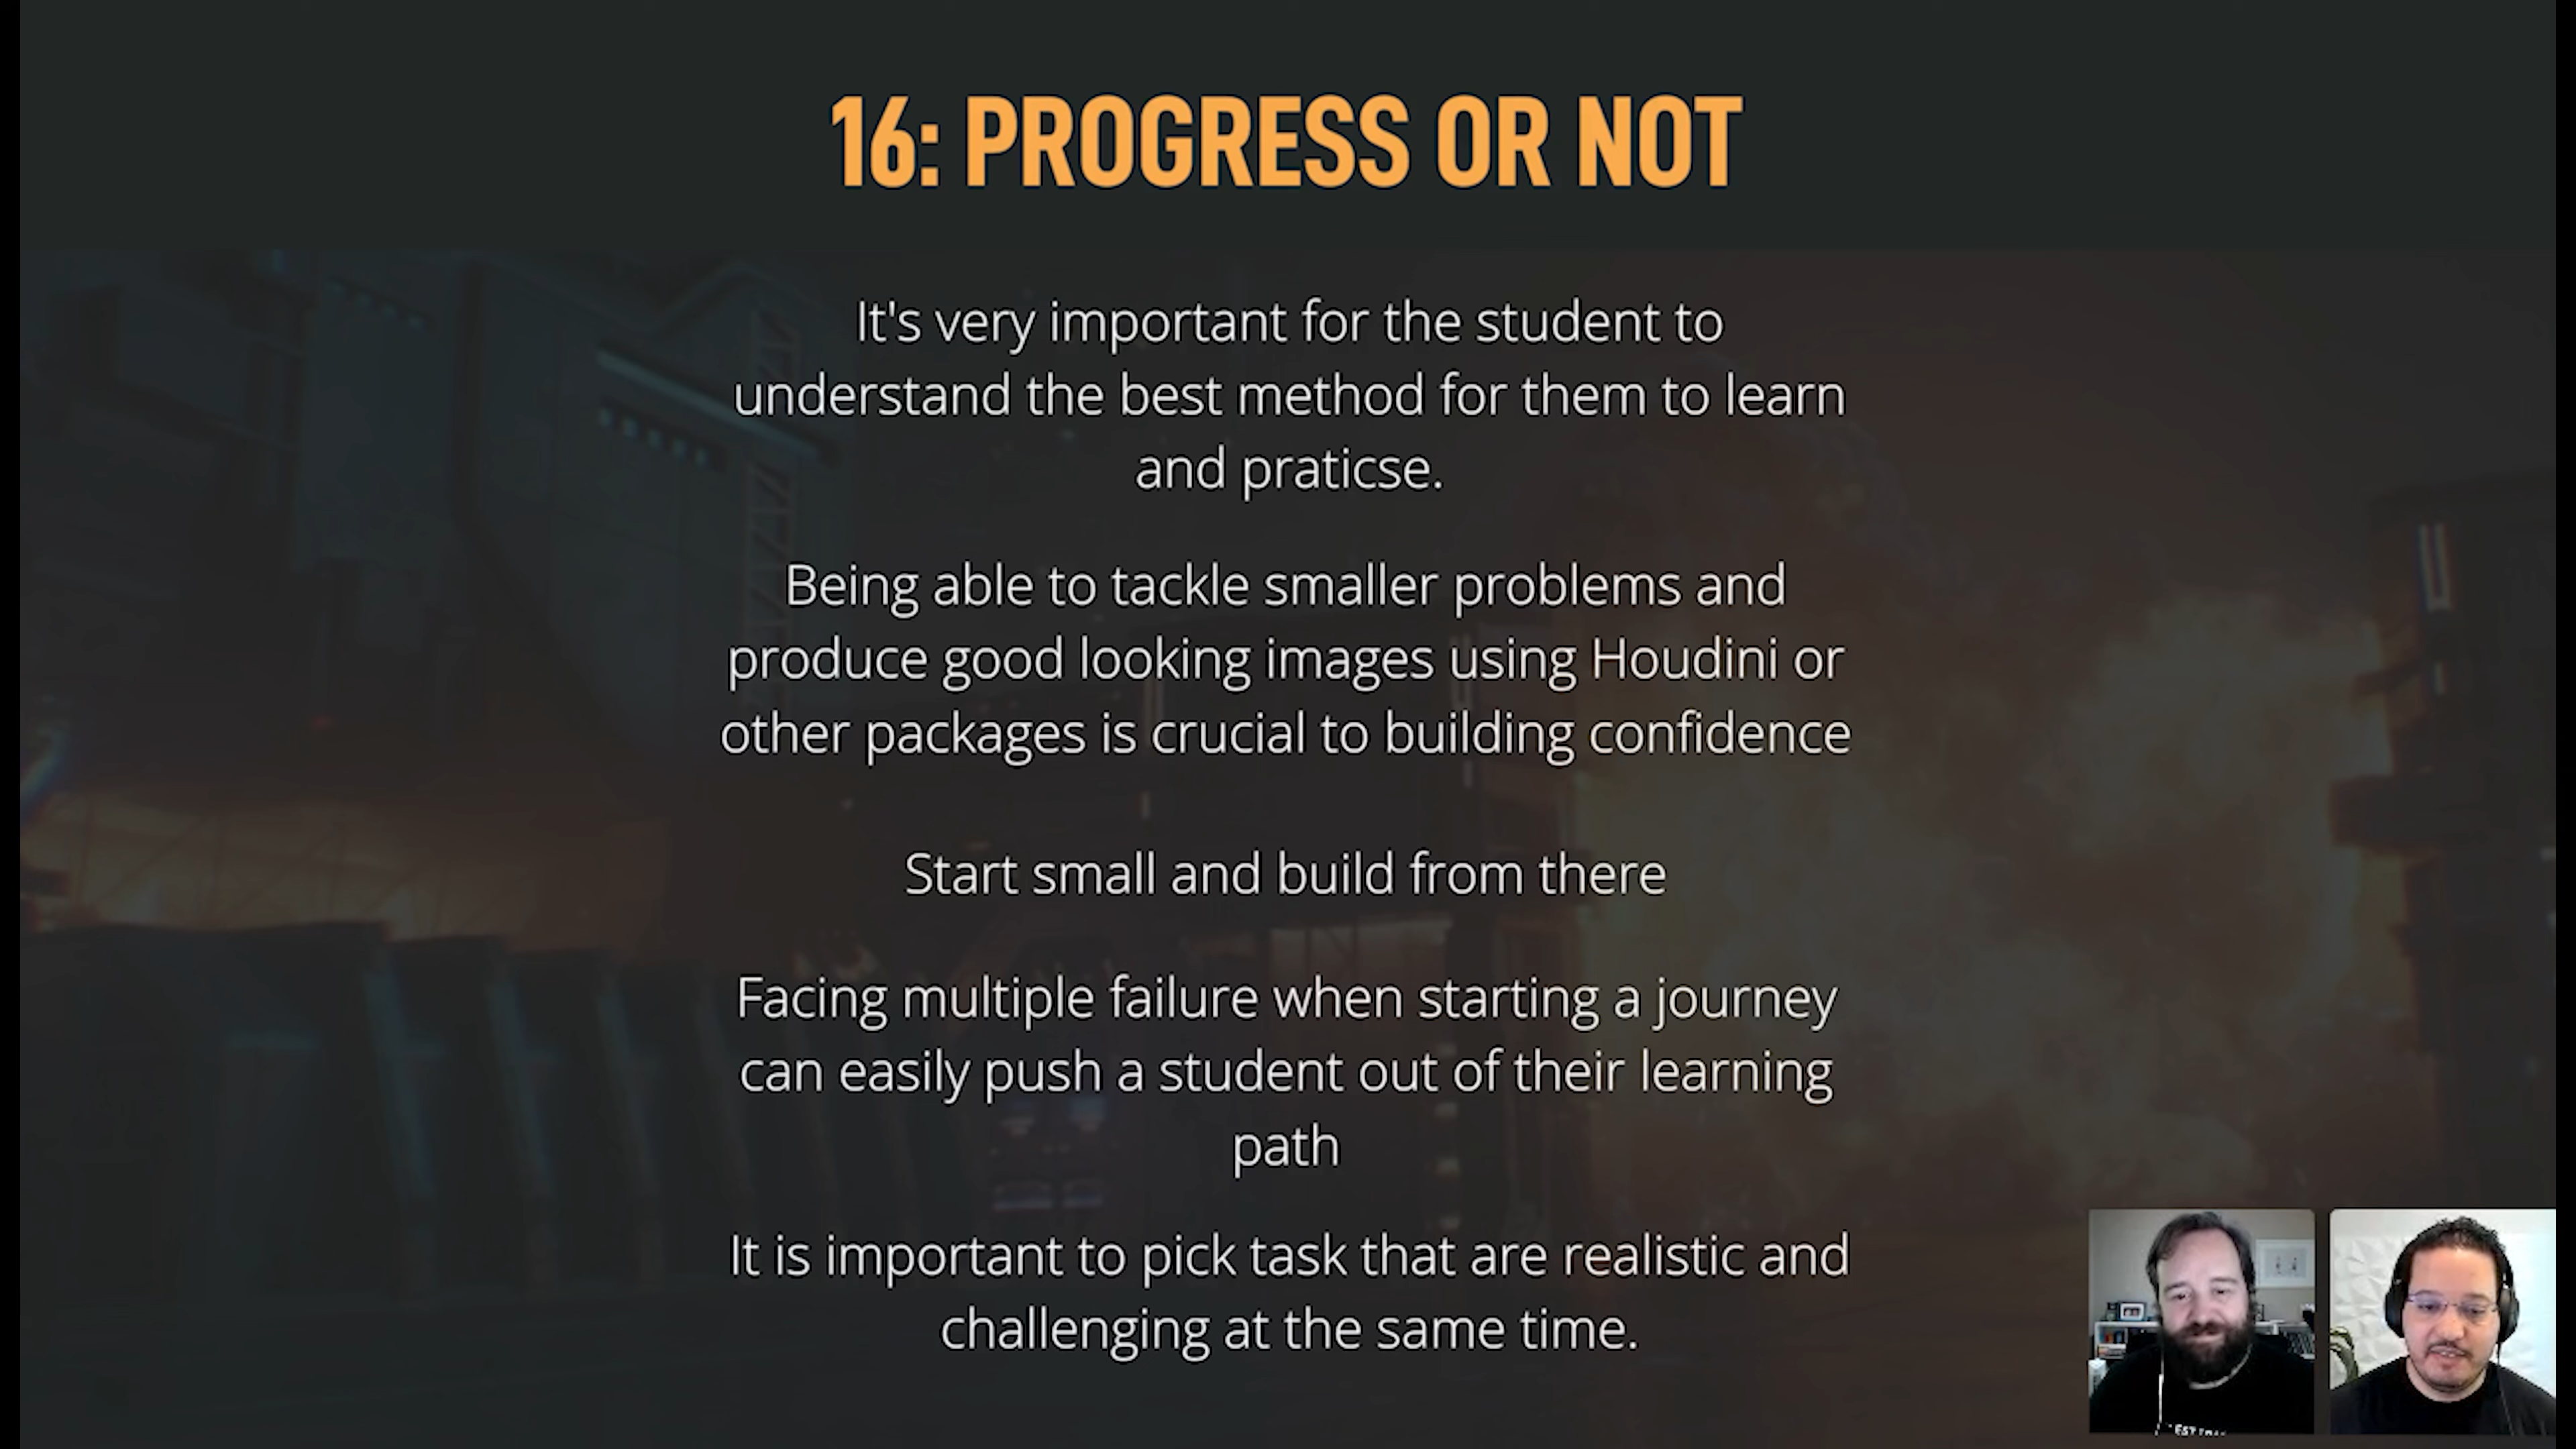 16: PROGRESS OR NOT
It's very important for the student to
understand the best method for them to learn
and praticse.
Being able to tackle smaller problems and
produce good looking images using Houdini or
other packages is crucial to building confidence
Start small and build from there
Facing multiple failure when starting a journey
can easily push a student out of their learning
path
It is important to pick task that are realistic and
challenging at the same time.